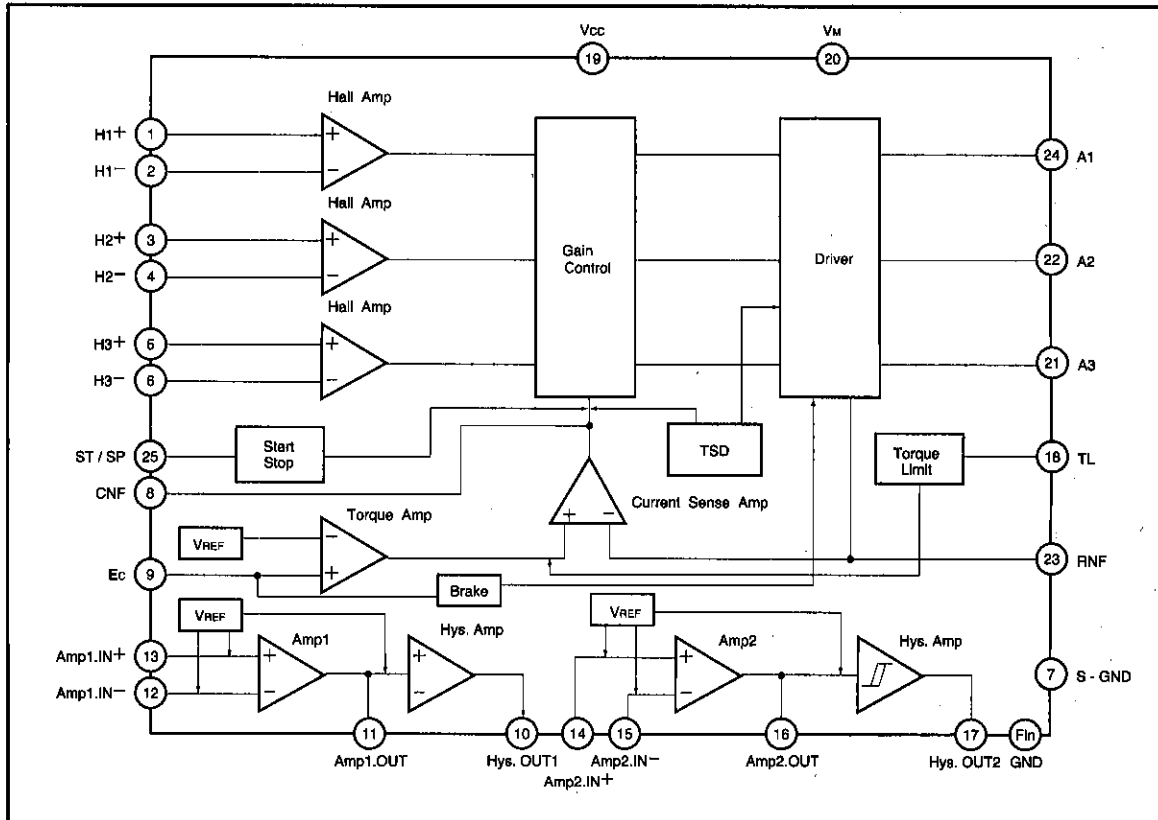 Vcc
19
VM
20
Hall Amp
H1+ 1 +
H1− 2 −
24 A1
Hall Amp
H2+ 3 +
H2− 4 −
Gain
Control
Driver
22 A2
Hall Amp
H3+ 6 +
H3− 6 −
21 A3
ST / SP 25
Start
Stop
TSD
Torque
Limit
18 TL
CNF 8
Current Sense Amp
+ −
Torque Amp
VREF −
Ec 9 +
23 RNF
Brake
VREF
Amp1
Hys. Amp
VREF
Amp2
Hys. Amp
Amp1.IN+ 13 +
Amp1.IN− 12 −
+
−
+
−
7 S - GND
11
10
14
15
16
17
Fin
Amp1.OUT
Hys. OUT1
Amp2.IN−
Amp2.OUT
Hys. OUT2
GND
Amp2.IN+